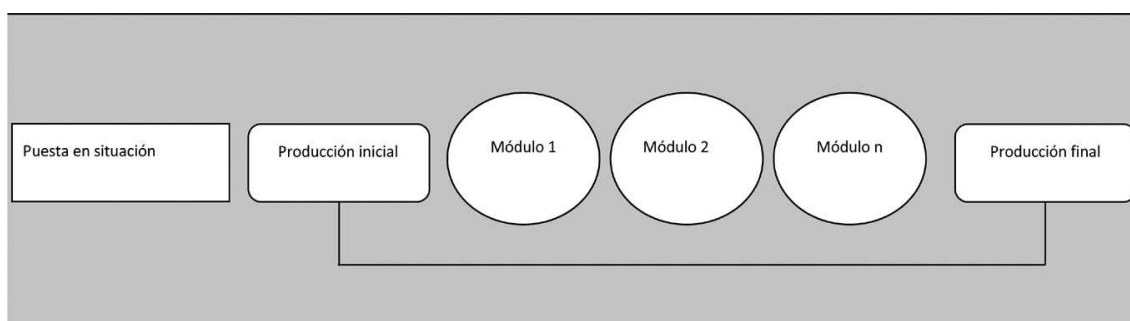 Puesta en situación
Producción inicial
Módulo 1
Módulo 2
Módulo n
Producción final